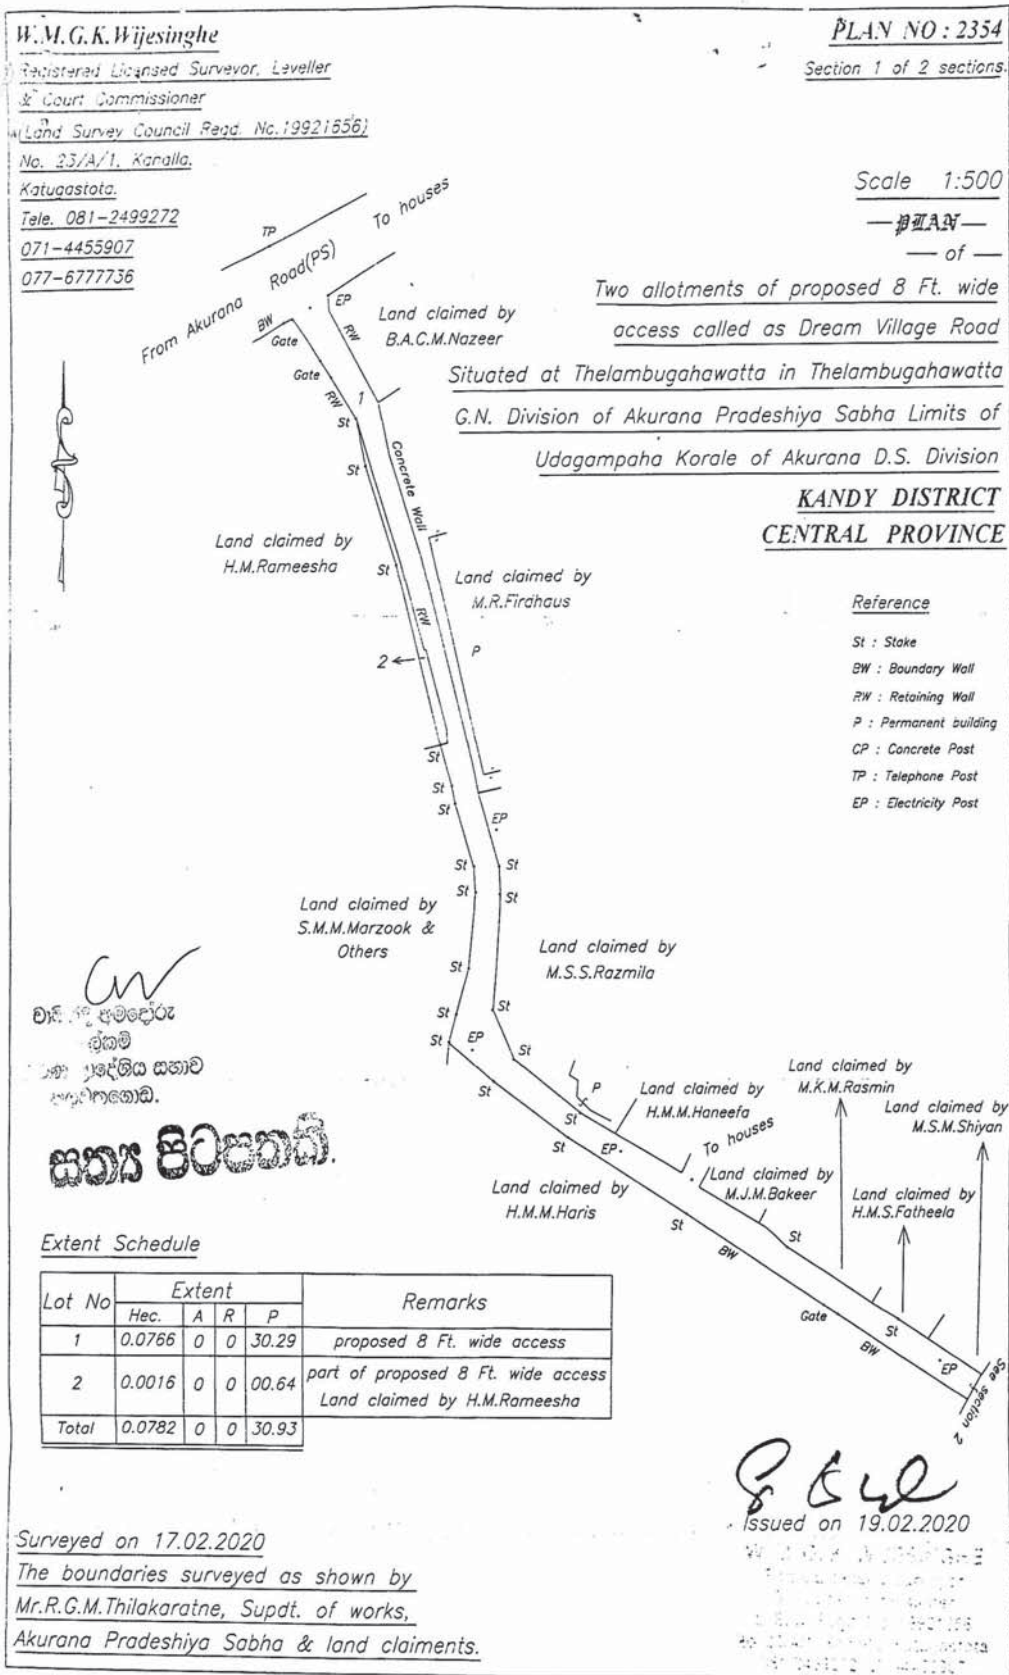 W.M.G.K.Wijesinghe
Registered Licensed Surveyor, Leveller
& Court Commissioner
(Land Survey Council Regd. No.19921656)
No. 23/A/1,
Katugastota.
Tele. 081-2499272
071-4455907
077-6777736
PLAN NO : 2354
Section 1 of 2 sections.
Scale 1:500
PLAN
of
Two allotments of proposed 8 Ft. wide
access called as Dream Village Road
Situated at Thelambugahawatta in Thelambugahawatta
G.N. Division of Akurana Pradeshiya Sabha Limits of
Udagampaha Korale of Akurana D.S. Division
KANDY DISTRICT
CENTRAL PROVINCE
Reference
St : Stake
BW : Boundary Wall
RW : Retaining Wall
P : Permanent building
CP : Concrete Post
TP : Telephone Post
EP : Electricity Post
TP
To houses
Road(PS)
From Akurana
EP
BW
RW
Gate
Land claimed by
B.A.C.M.Nazeer
Gate
RW
1
St
St
Concrete Wall
Land claimed by
H.M.Rameesha
St
Land claimed by
M.R.Firdhaus
RW
P
2
St
St
St
EP
St
St
St
St
Land claimed by
S.M.M.Marzook &
Others
Land claimed by
M.S.S.Razmila
St
St
St
St
EP
St
St
P
St
St
EP
Land claimed by
H.M.M.Haneefa
To houses
Land claimed by
M.K.M.Rasmin
Land claimed by
M.S.M.Shiyan
Land claimed by
H.M.M.Haris
Land claimed by
M.J.M.Bakeer
Land claimed by
H.M.S.Fatheela
St
BW
St
Gate
St
BW
EP
See section 2
ප්‍රාදේශිය සභාව
සත්‍ය පිටපතකි.
Extent Schedule
Lot No Extent Remarks
Hec. A R P
1 0.0766 0 0 30.29 proposed 8 Ft. wide access
2 0.0016 0 0 00.64 part of proposed 8 Ft. wide access
Land claimed by H.M.Rameesha
Total 0.0782 0 0 30.93
Surveyed on 17.02.2020
The boundaries surveyed as shown by
Mr.R.G.M.Thilakaratne, Supdt. of works,
Akurana Pradeshiya Sabha & land claiments.
Issued on 19.02.2020